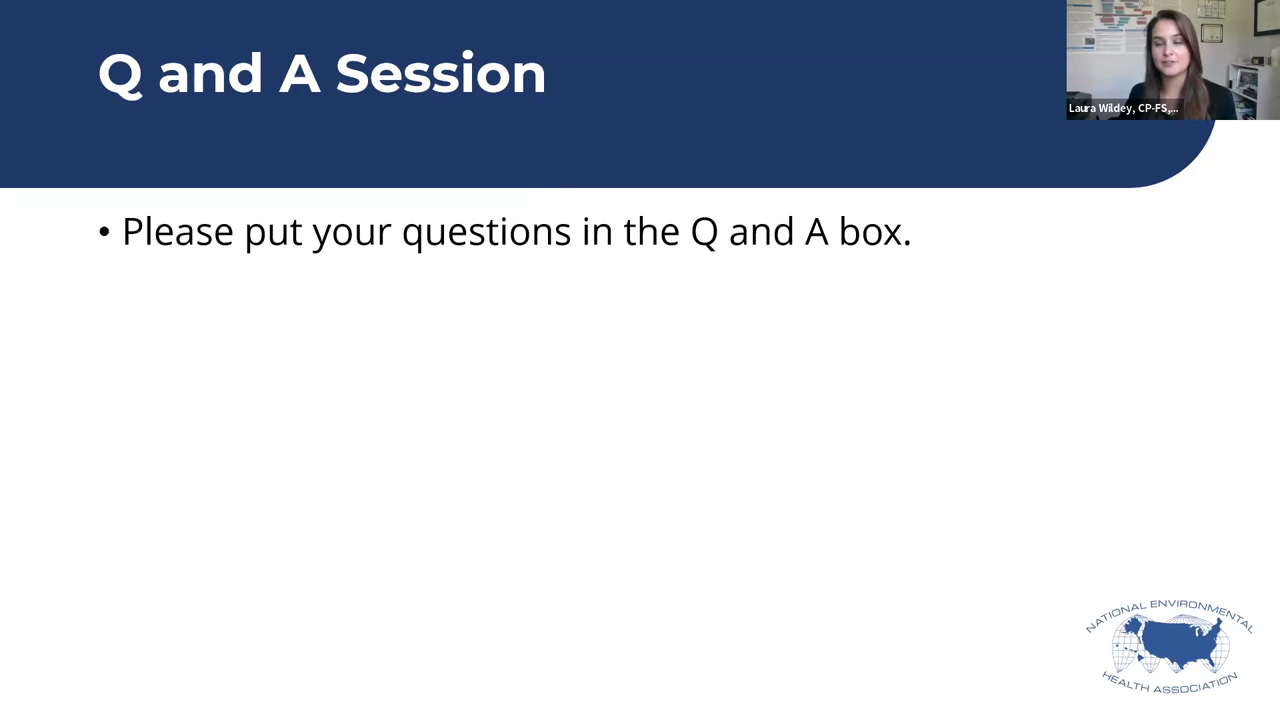 Q and A Session
Laura Wildey, CP-FS,...
• Please put your questions in the Q and A box.
NATIONAL ENVIRONMENTAL
HEALTH ASSOCIATION